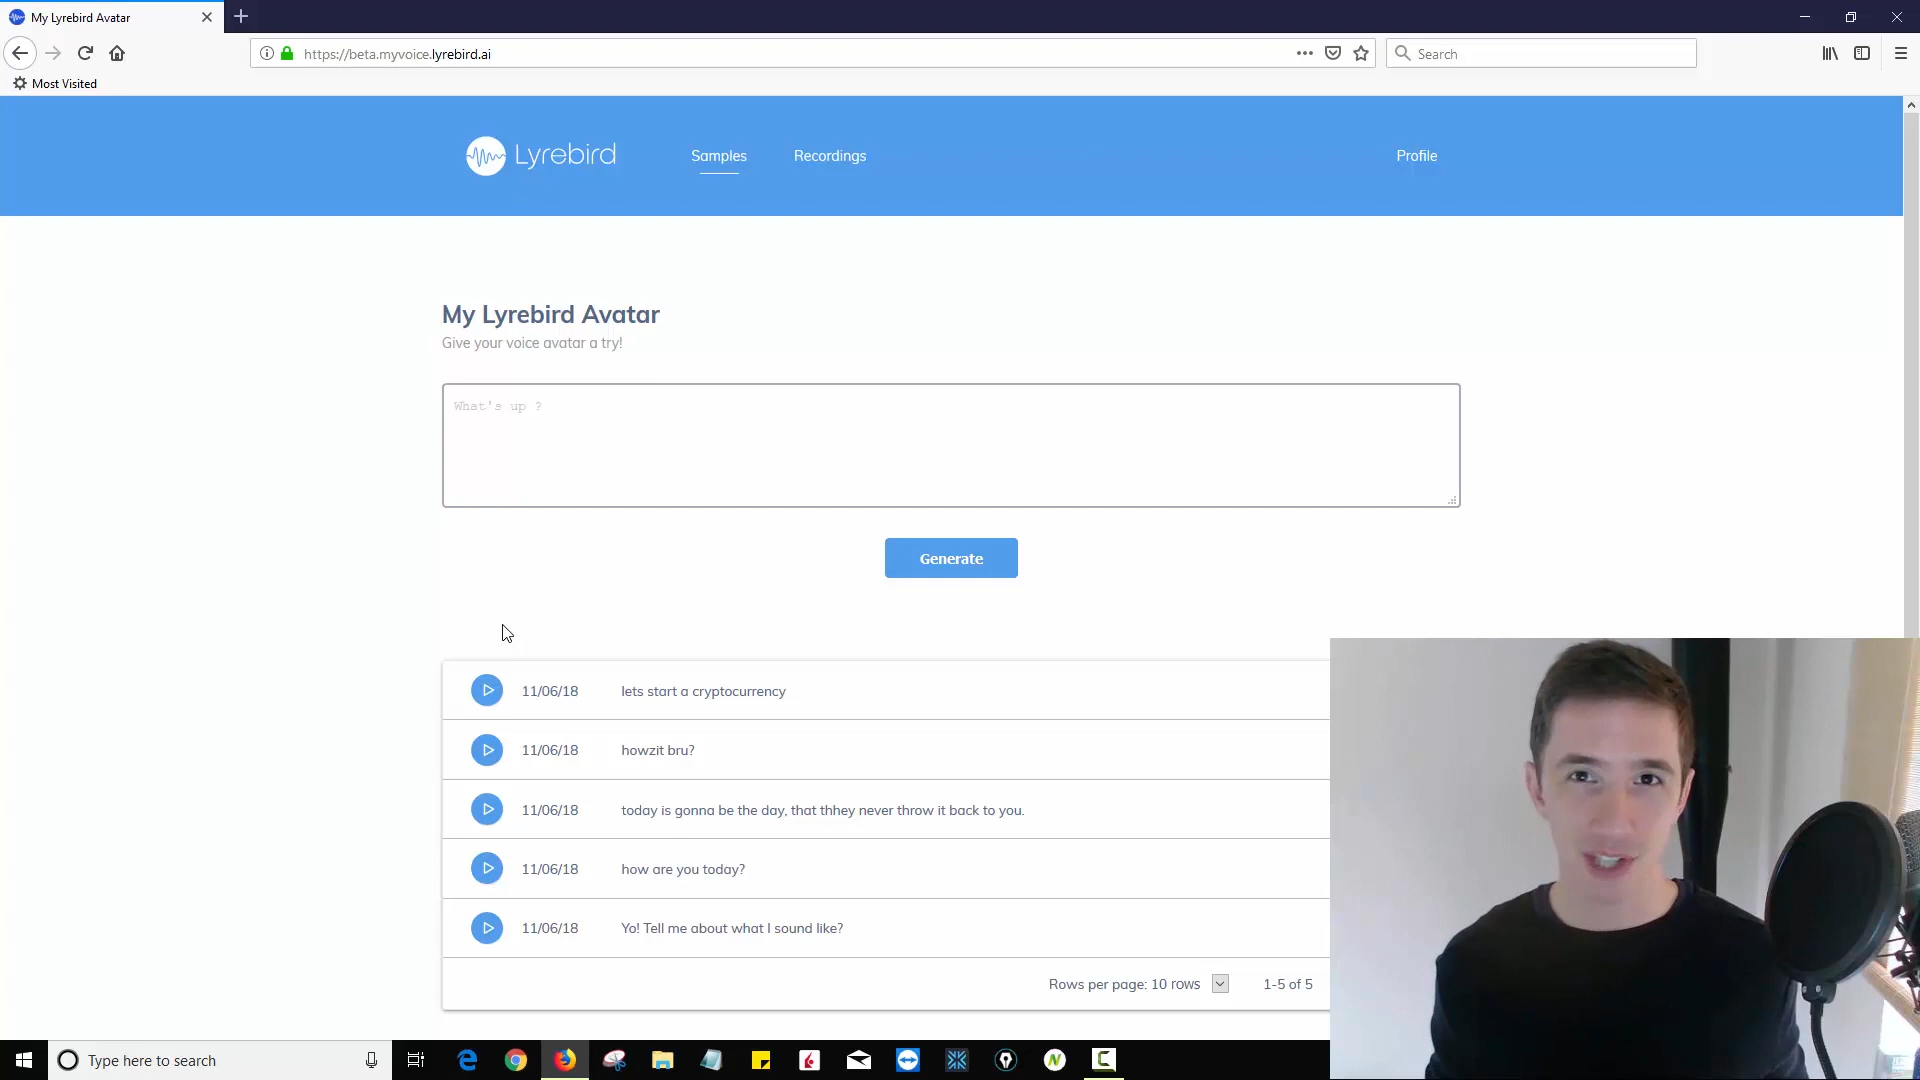 My Lyrebird Avatar
https://beta.myvoice.lyrebird.ai
Search
Most Visited
Lyrebird
Samples
Recordings
Profile
My Lyrebird Avatar
Give your voice avatar a try!
What's up ?
Generate
11/06/18 lets start a cryptocurrency
11/06/18 howzit bru?
11/06/18 today is gonna be the day, that thhey never throw it back to you.
11/06/18 how are you today?
11/06/18 Yo! Tell me about what I sound like?
Rows per page: 10 rows 1-5 of 5
Type here to search